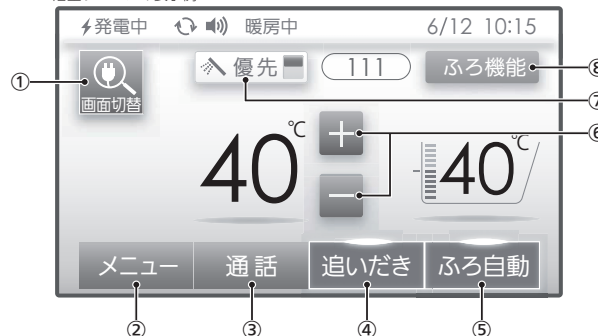 発電中 暖房中 6/12 10:15
① 画面切替 優先 111 ふろ機能 ⑧
⑦
40℃ + 40℃ ⑥
−
メニュー 通話 追いだき ふろ自動
② ③ ④ ⑤